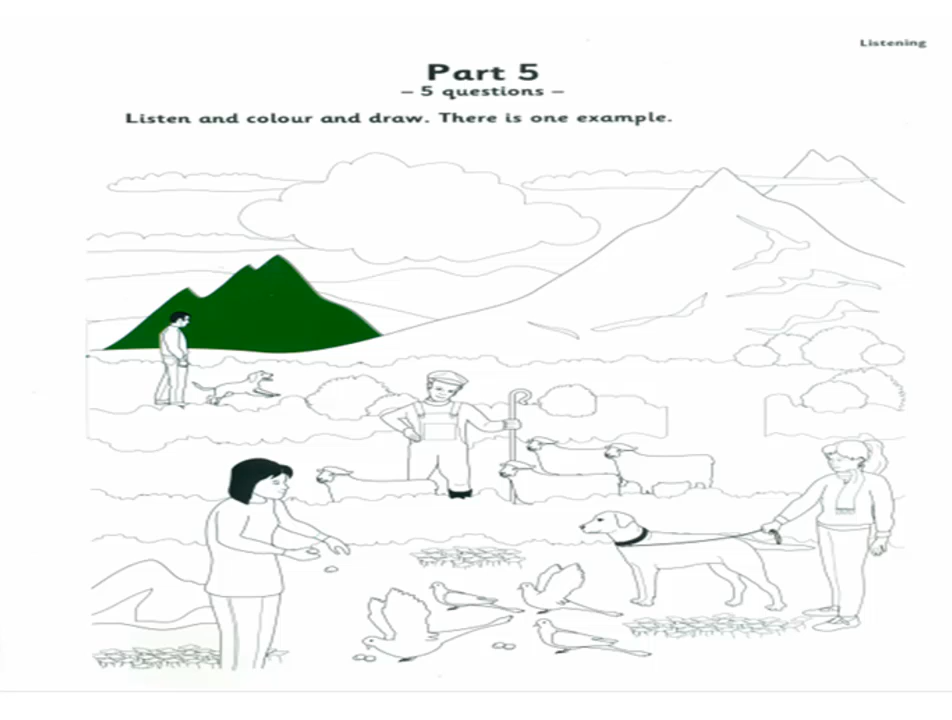 Listening
Part 5
– 5 questions –
Listen and colour and draw. There is one example.